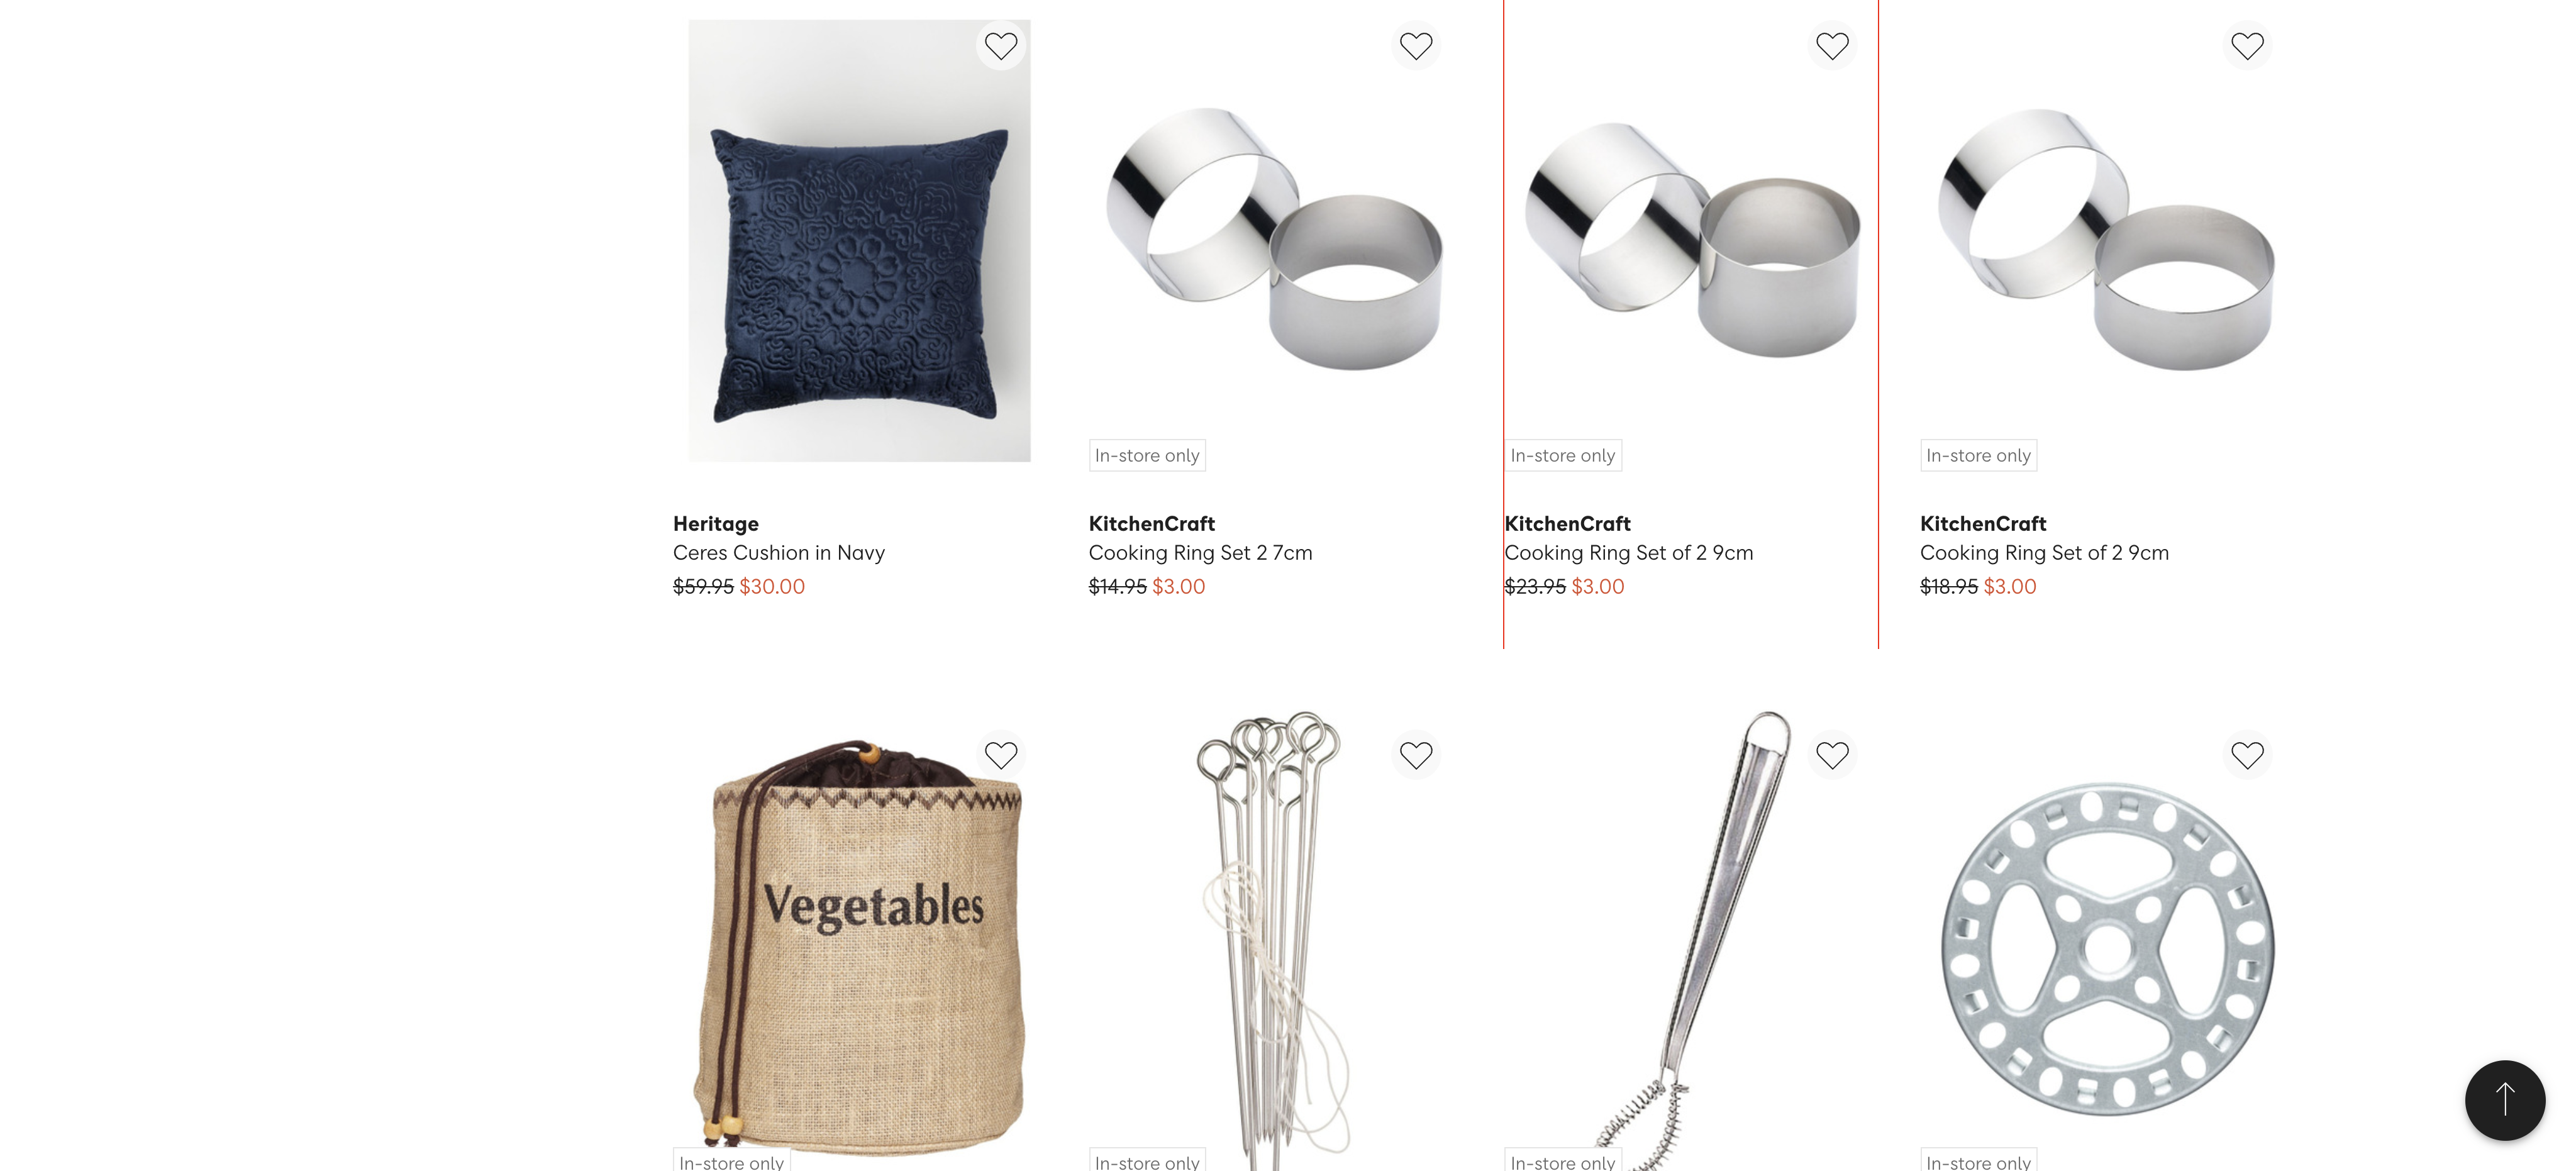 In-store only
In-store only
In-store only
Heritage
Ceres Cushion in Navy
$59.95 $30.00
KitchenCraft
Cooking Ring Set 2 7cm
$14.95 $3.00
KitchenCraft
Cooking Ring Set of 2 9cm
$23.95 $3.00
KitchenCraft
Cooking Ring Set of 2 9cm
$18.95 $3.00
Vegetables
In-store only
In-store only
In-store only
In-store only